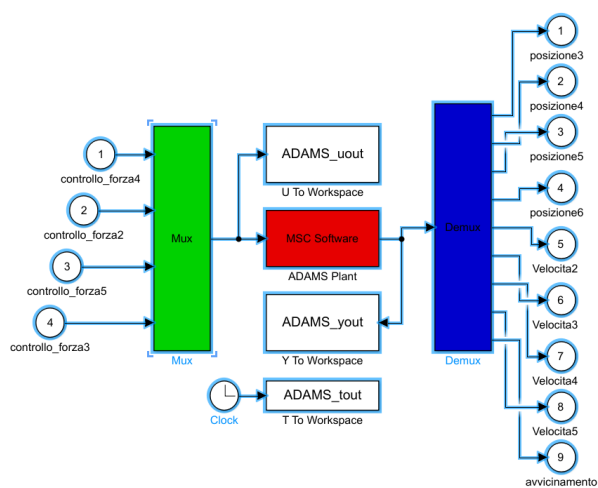 1
controllo_forza4
2
controllo_forza2
3
controllo_forza5
4
controllo_forza3
Mux
Mux
ADAMS_uout
U To Workspace
MSC Software
ADAMS Plant
ADAMS_yout
Y To Workspace
Clock
ADAMS_tout
T To Workspace
Demux
Demux
1
posizione3
2
posizione4
3
posizione5
4
posizione6
5
Velocita2
6
Velocita3
7
Velocita4
8
Velocita5
9
avvicinamento